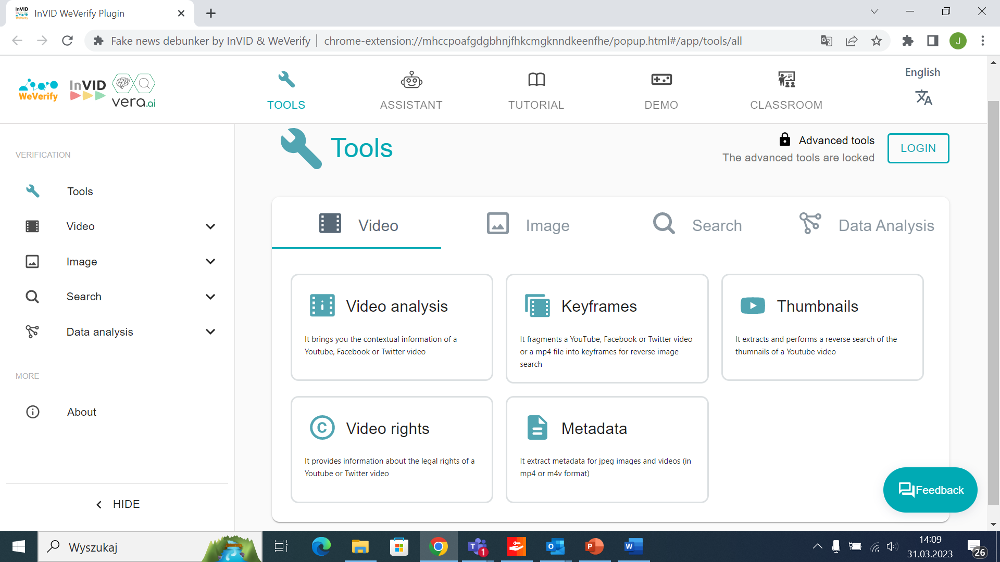 InVID WeVerify Plugin
Fake news debunker by InVID & WeVerify | chrome-extension://mhccpoafgdgbhnjfhkcmgknndkeenfhe/popup.html#/app/tools/all
J
WeVerify InVID vera.ai
TOOLS ASSISTANT TUTORIAL DEMO CLASSROOM
English
VERIFICATION
Tools
Video
Image
Search
Data analysis
MORE
About
HIDE
Tools
Advanced tools
The advanced tools are locked
LOGIN
Video Image Search Data Analysis
Video analysis
It brings you the contextual information of a
Youtube, Facebook or Twitter video
Keyframes
It fragments a YouTube, Facebook or Twitter video
or a mp4 file into keyframes for reverse image
search
Thumbnails
It extracts and performs a reverse search of the
thumnails of a Youtube video
Video rights
It provides information about the legal rights of a
Youtube or Twitter video
Metadata
It extract metadata for jpeg images and videos (in
mp4 or m4v format)
Feedback
Wyszukaj
1
14:09
31.03.2023
26